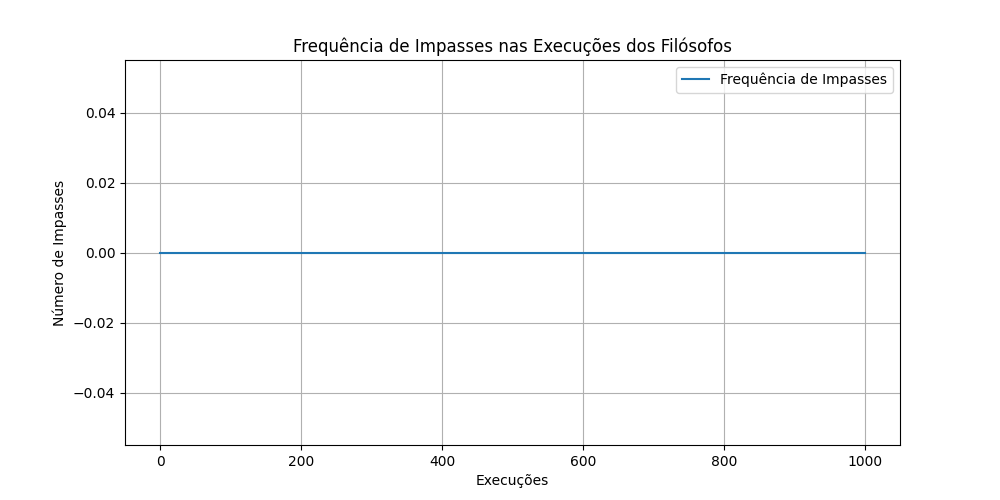 Frequência de Impasses nas Execuções dos Filósofos
Frequência de Impasses
Número de Impasses
0.04
0.02
0.00
−0.02
−0.04
0 200 400 600 800 1000
Execuções